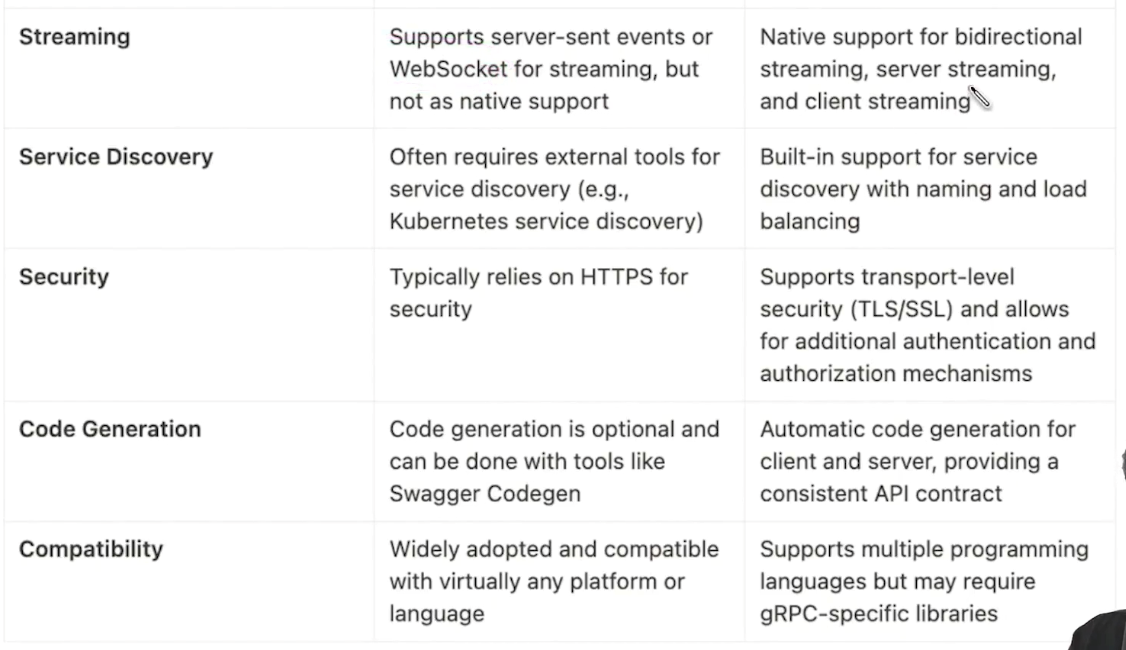 Streaming
Supports server-sent events or
WebSocket for streaming, but
not as native support
Native support for bidirectional
streaming, server streaming,
and client streaming
Service Discovery
Often requires external tools for
service discovery (e.g.,
Kubernetes service discovery)
Built-in support for service
discovery with naming and load
balancing
Security
Typically relies on HTTPS for
security
Supports transport-level
security (TLS/SSL) and allows
for additional authentication and
authorization mechanisms
Code Generation
Code generation is optional and
can be done with tools like
Swagger Codegen
Automatic code generation for
client and server, providing a
consistent API contract
Compatibility
Widely adopted and compatible
with virtually any platform or
language
Supports multiple programming
languages but may require
gRPC-specific libraries